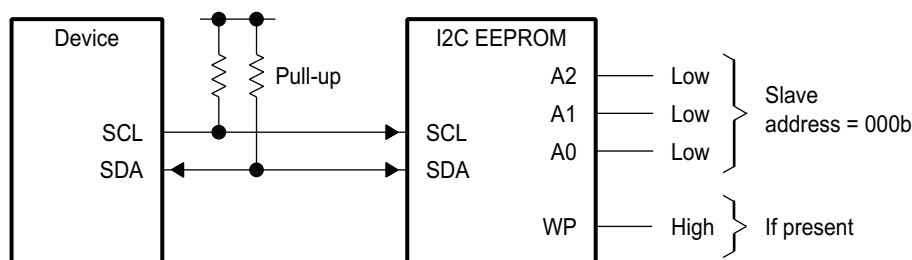 Device
I2C EEPROM
Pull-up
A2
Low
A1
Low
A0
Low
Slave
address = 000b
SCL
SCL
SDA
SDA
WP
High
If present